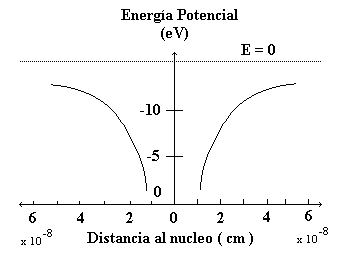 Energía Potencial
(eV)
E = 0
-10
-5
0
6 4 2 0 2 4 6
x 10-8 Distancia al nucleo ( cm ) x 10-8